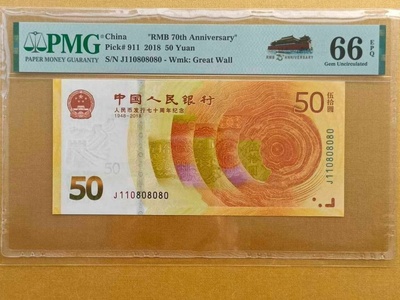 PMG
PAPER MONEY GUARANTY
China "RMB 70th Anniversary"
Pick# 911 2018 50 Yuan
S/N J110808080 - Wmk: Great Wall
66 EPQ
Gem Uncirculated
中国人民银行
人民币发行七十周年纪念
1948-2018
50
伍拾圆
50
J110808080